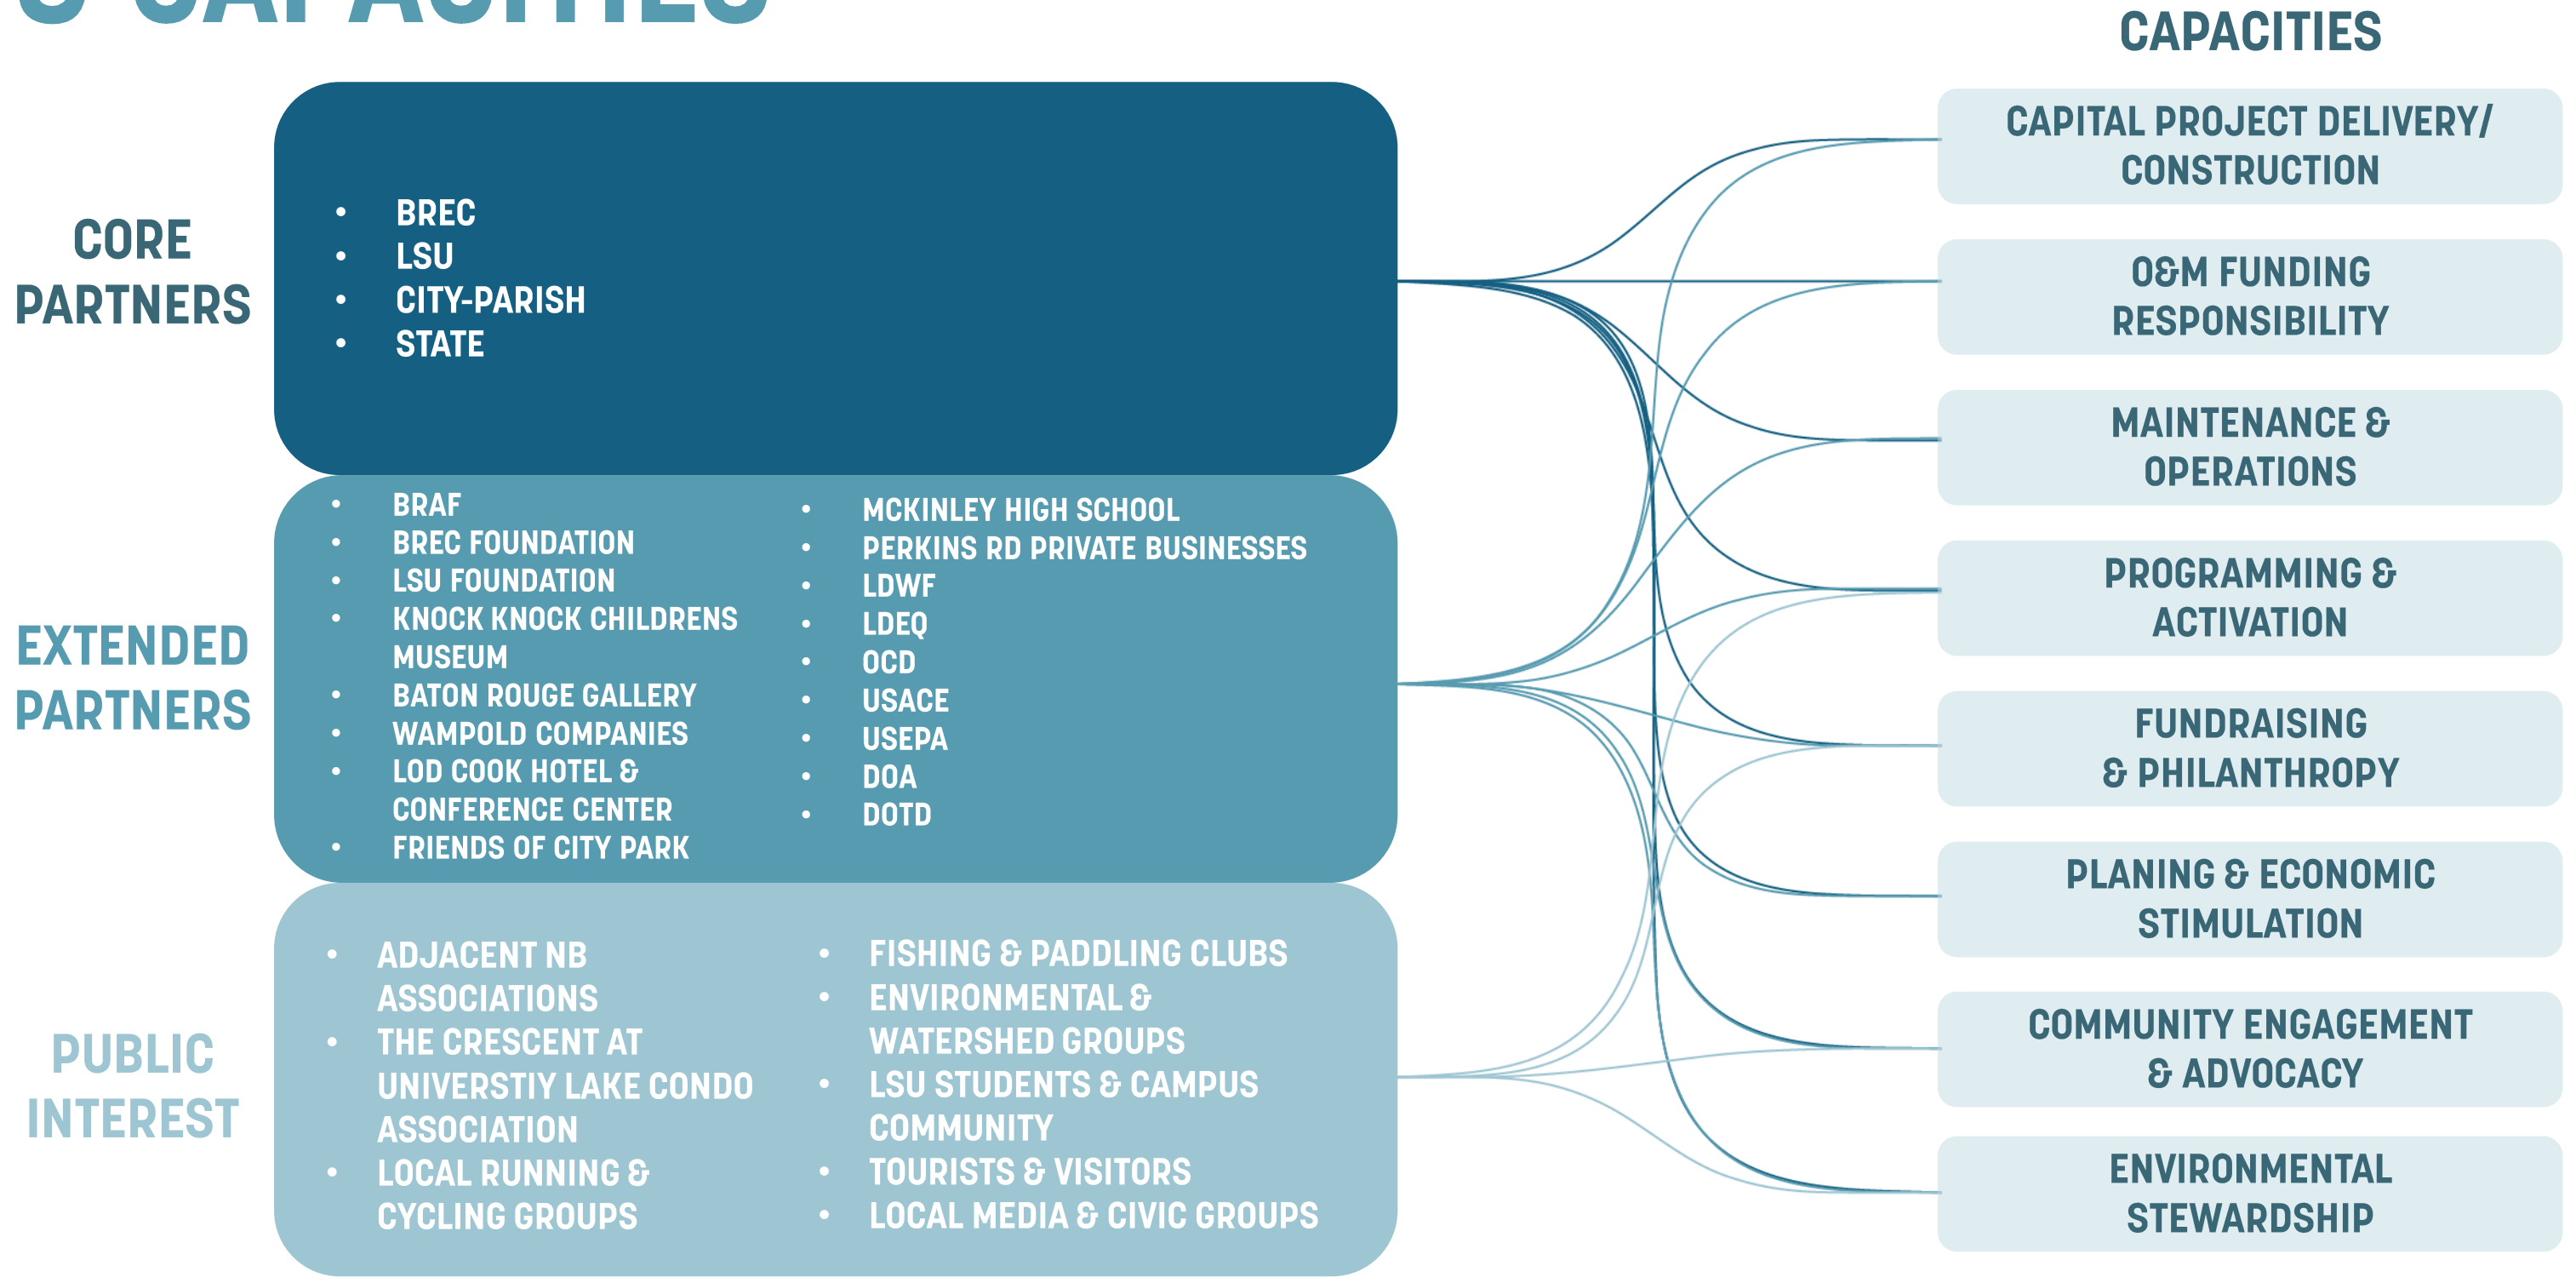 & CAPACITIES
CAPACITIES
CORE
PARTNERS
• BREC
• LSU
• CITY-PARISH
• STATE
EXTENDED
PARTNERS
• BRAF
• BREC FOUNDATION
• LSU FOUNDATION
• KNOCK KNOCK CHILDRENS
MUSEUM
• BATON ROUGE GALLERY
• WAMPOLD COMPANIES
• LOD COOK HOTEL &
CONFERENCE CENTER
• FRIENDS OF CITY PARK
• MCKINLEY HIGH SCHOOL
• PERKINS RD PRIVATE BUSINESSES
• LDWF
• LDEQ
• OCD
• USACE
• USEPA
• DOA
• DOTD
PUBLIC
INTEREST
• ADJACENT NB
ASSOCIATIONS
• THE CRESCENT AT
UNIVERSTIY LAKE CONDO
ASSOCIATION
• LOCAL RUNNING &
CYCLING GROUPS
• FISHING & PADDLING CLUBS
• ENVIRONMENTAL &
WATERSHED GROUPS
• LSU STUDENTS & CAMPUS
COMMUNITY
• TOURISTS & VISITORS
• LOCAL MEDIA & CIVIC GROUPS
CAPITAL PROJECT DELIVERY/
CONSTRUCTION
O&M FUNDING
RESPONSIBILITY
MAINTENANCE &
OPERATIONS
PROGRAMMING &
ACTIVATION
FUNDRAISING
& PHILANTHROPY
PLANING & ECONOMIC
STIMULATION
COMMUNITY ENGAGEMENT
& ADVOCACY
ENVIRONMENTAL
STEWARDSHIP